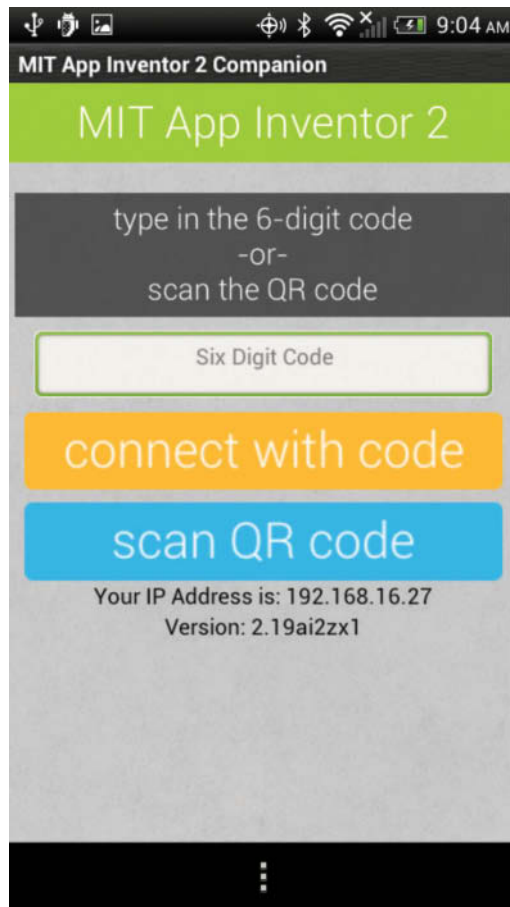 9:04 AM
MIT App Inventor 2 Companion
MIT App Inventor 2
type in the 6-digit code
-or-
scan the QR code
Six Digit Code
connect with code
scan QR code
Your IP Address is: 192.168.16.27
Version: 2.19ai2zx1